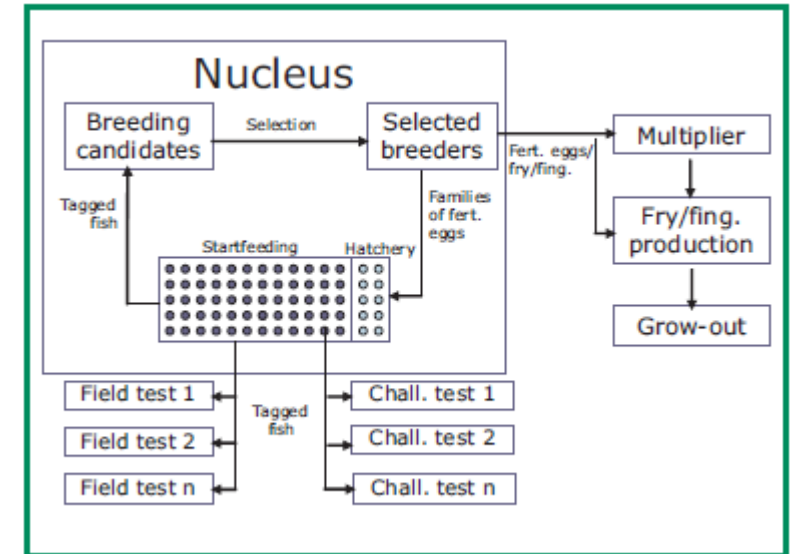 Nucleus
Breeding
candidates
Selection
Selected
breeders
Fert. eggs/
fry/fing.
Multiplier
Tagged
fish
Families
of fert.
eggs
Fry/fing.
production
Startfeeding
Hatchery
Grow-out
Field test 1
Field test 2
Field test n
Tagged
fish
Chall. test 1
Chall. test 2
Chall. test n